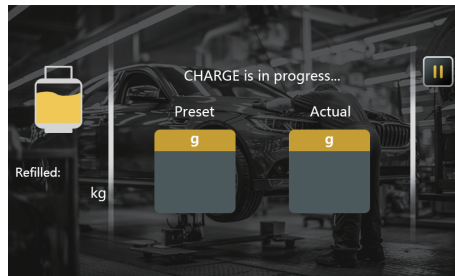 CHARGE is in progress...
Preset
Actual
g
g
Refilled:
kg